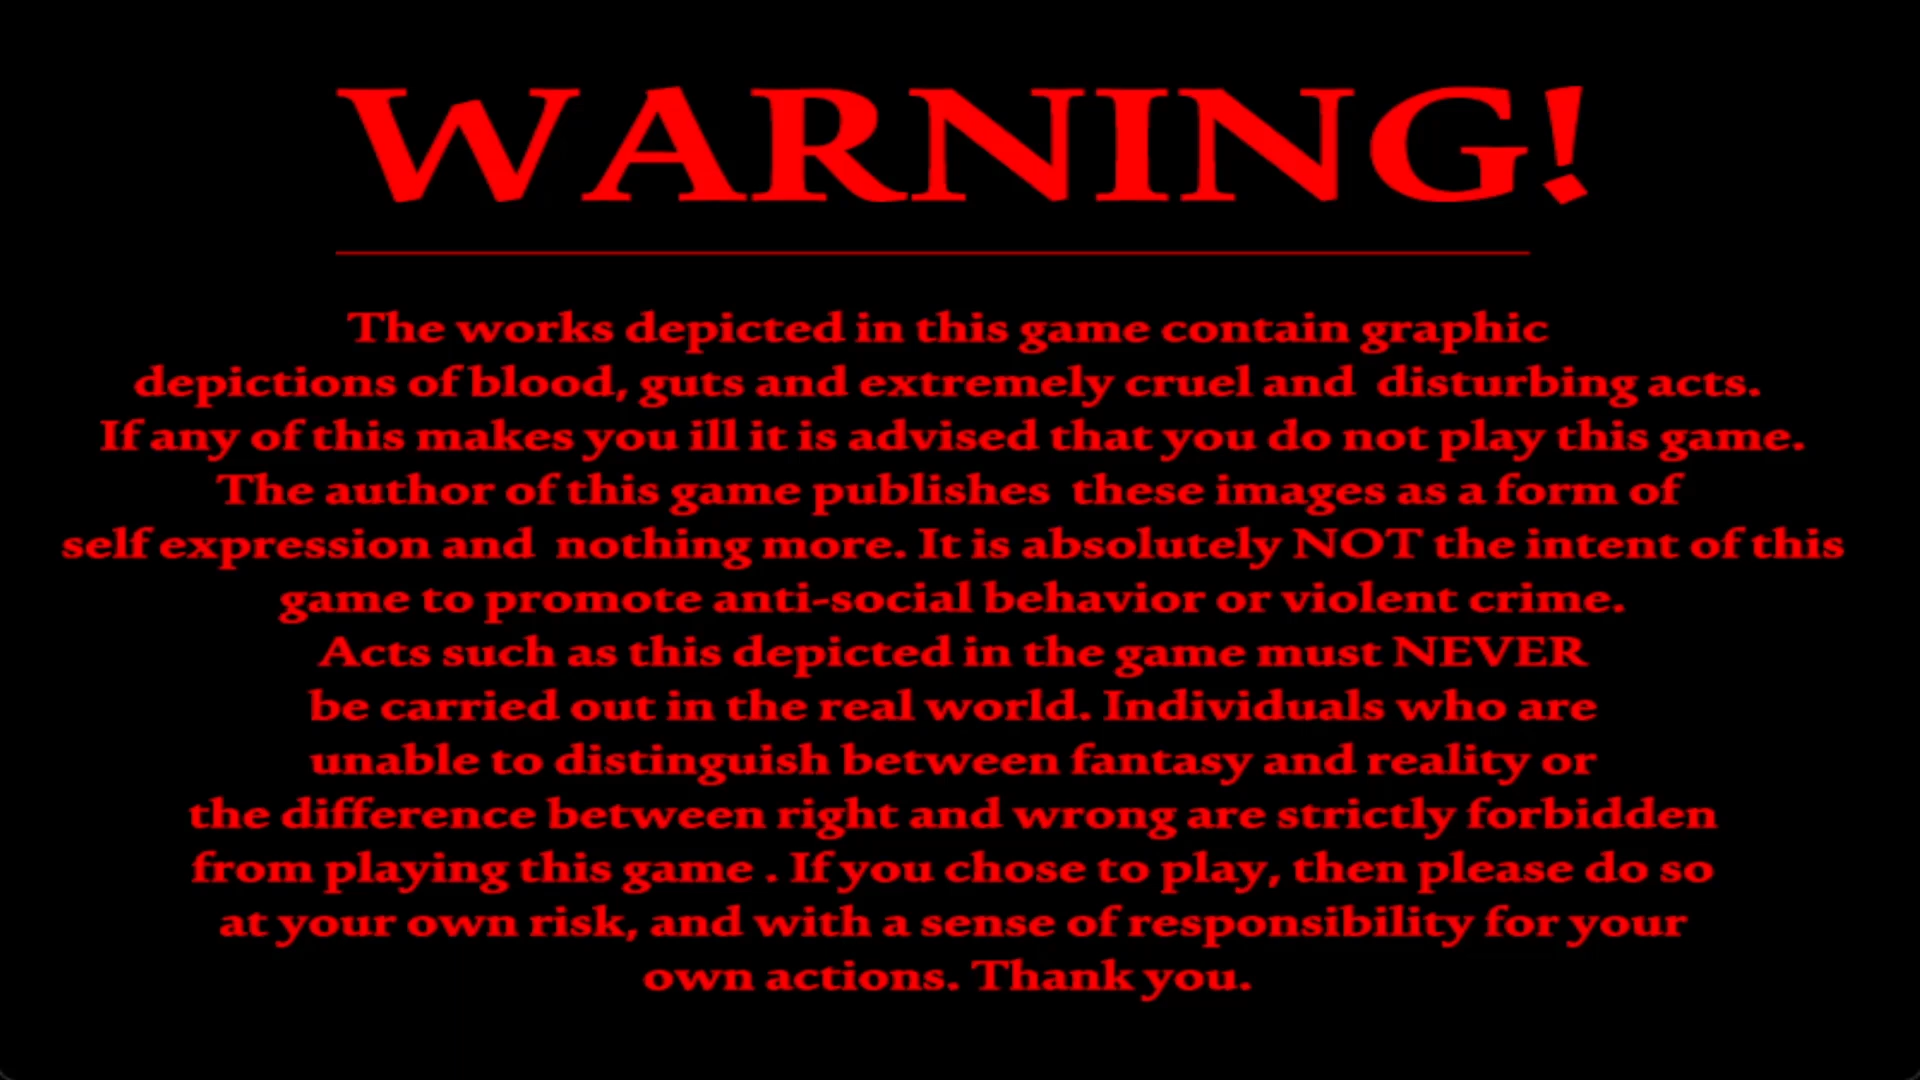 WARNING!
The works depicted in this game contain graphic
depictions of blood, guts and extremely cruel and disturbing acts.
If any of this makes you ill it is advised that you do not play this game.
The author of this game publishes these images as a form of
self expression and nothing more. It is absolutely NOT the intent of this
game to promote anti-social behavior or violent crime.
Acts such as this depicted in the game must NEVER
be carried out in the real world. Individuals who are
unable to distinguish between fantasy and reality or
the difference between right and wrong are strictly forbidden
from playing this game . If you chose to play, then please do so
at your own risk, and with a sense of responsibility for your
own actions. Thank you.